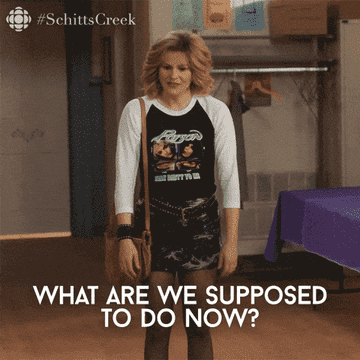 #SchittsCreek
Poison
WHAT ARE WE SUPPOSED
TO DO NOW?